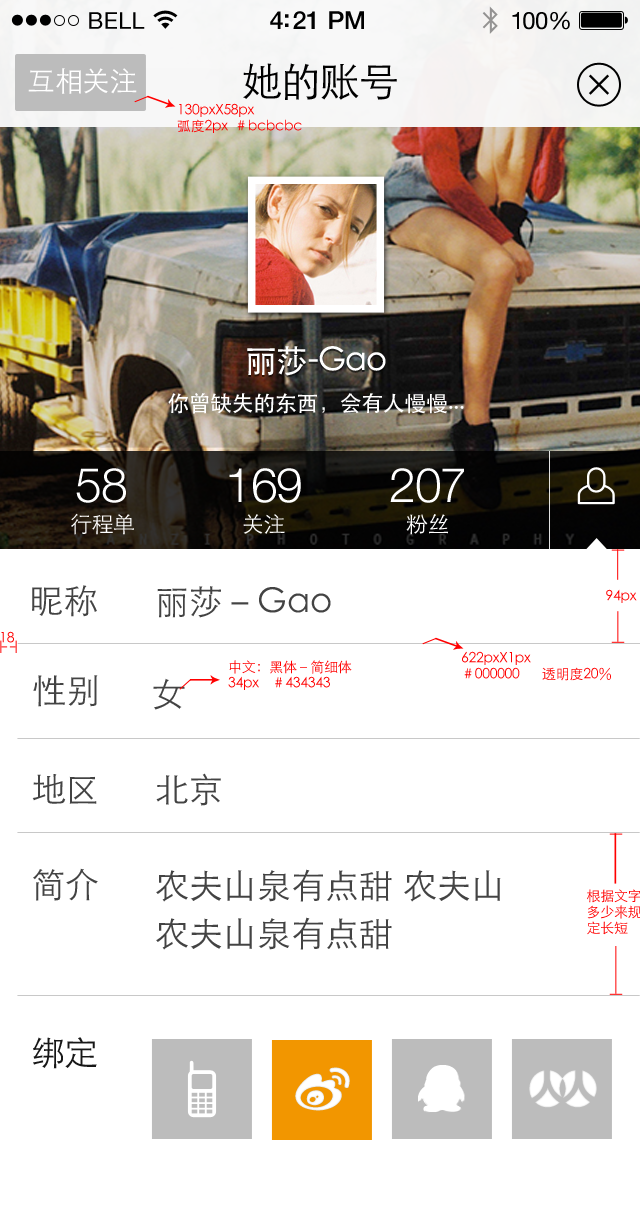 BELL 4:21 PM 100%
互相关注 她的账号
130pxX58px
弧度2px #bcbcbc
丽莎-Gao
你曾缺失的东西，会有人慢慢...
58 169 207
行程单 关注 粉丝
PHOTOGRAPHY
昵称 丽莎–Gao
94px
18
622pxX1px
#000000 透明度20%
性别 女
中文：黑体–简细体
34px #434343
地区 北京
简介 农夫山泉有点甜 农夫山
农夫山泉有点甜
根据文字
多少来规
定长短
绑定